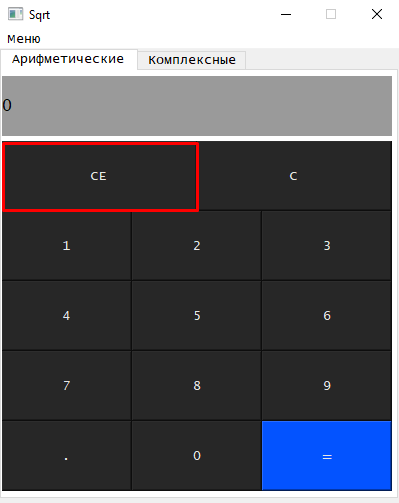 Sqrt
Меню
Арифметические Комплексные
0
CE C
1 2 3
4 5 6
7 8 9
. 0 =